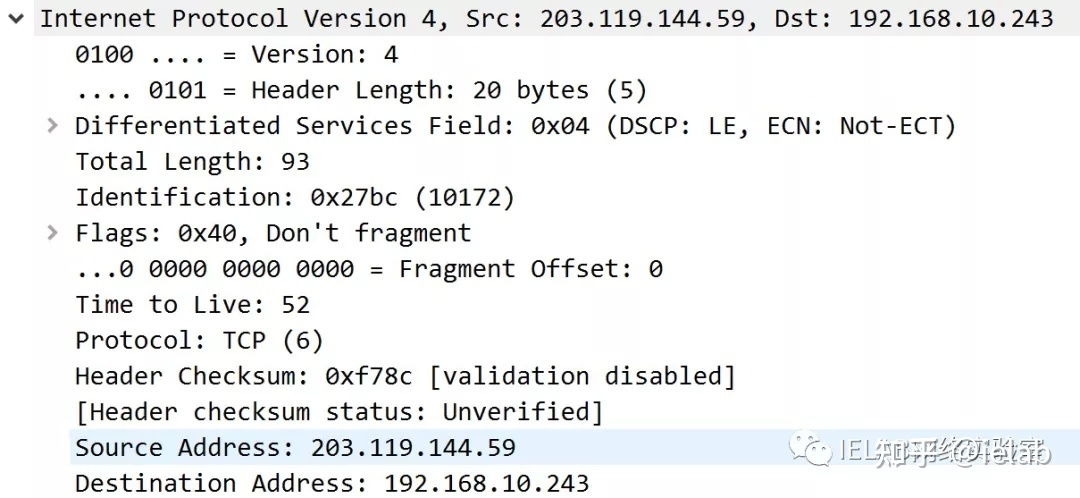 Internet Protocol Version 4, Src: 203.119.144.59, Dst: 192.168.10.243
0100 .... = Version: 4
.... 0101 = Header Length: 20 bytes (5)
Differentiated Services Field: 0x04 (DSCP: LE, ECN: Not-ECT)
Total Length: 93
Identification: 0x27bc (10172)
Flags: 0x40, Don't fragment
...0 0000 0000 0000 = Fragment Offset: 0
Time to Live: 52
Protocol: TCP (6)
Header Checksum: 0xf78c [validation disabled]
[Header checksum status: Unverified]
Source Address: 203.119.144.59
知乎 @ielab
Destination Address: 192.168.10.243